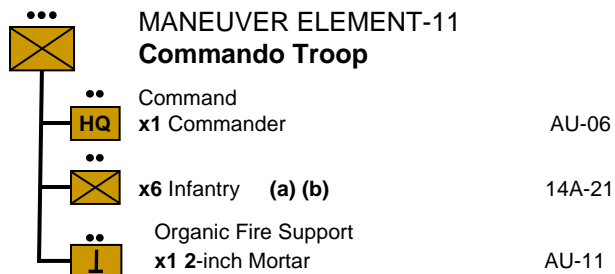 MANEUVER ELEMENT-11
Commando Troop
Command
HQ x1 Commander AU-06
x6 Infantry (a) (b) 14A-21
Organic Fire Support
x1 2-inch Mortar AU-11